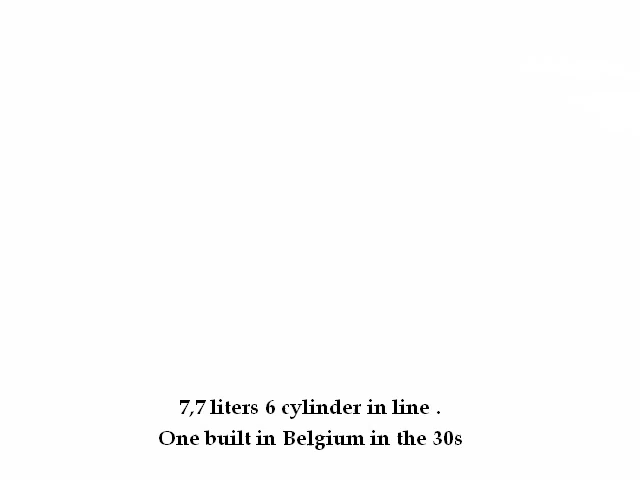 7,7 liters 6 cylinder in line .
One built in Belgium in the 30s